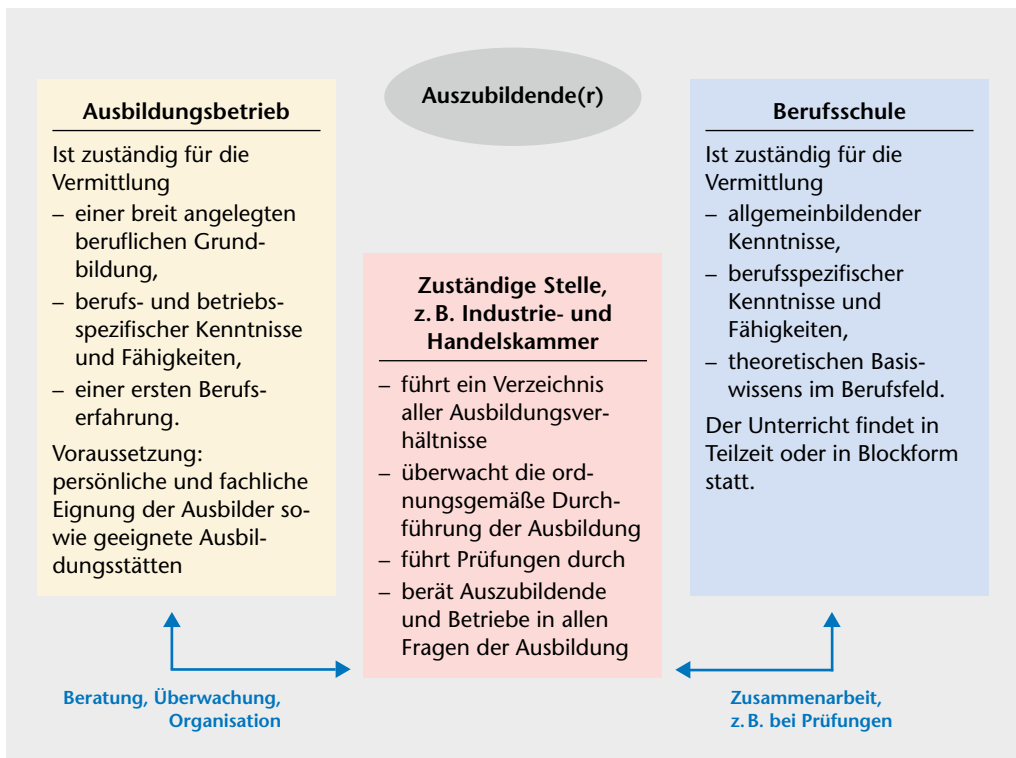 Auszubildende(r)
Ausbildungsbetrieb
Ist zuständig für die
Vermittlung
– einer breit angelegten
beruflichen Grund-
bildung,
– berufs- und betriebs-
spezifischer Kenntnisse
und Fähigkeiten,
– einer ersten Berufs-
erfahrung.
Voraussetzung:
persönliche und fachliche
Eignung der Ausbilder so-
wie geeignete Ausbil-
dungsstätten
Zuständige Stelle,
z. B. Industrie- und
Handelskammer
– führt ein Verzeichnis
aller Ausbildungsver-
hältnisse
– überwacht die ord-
nungsgemäße Durch-
führung der Ausbildung
– führt Prüfungen durch
– berät Auszubildende
und Betriebe in allen
Fragen der Ausbildung
Berufsschule
Ist zuständig für die
Vermittlung
– allgemeinbildender
Kenntnisse,
– berufsspezifischer
Kenntnisse und
Fähigkeiten,
– theoretischen Basis-
wissens im Berufsfeld.
Der Unterricht findet in
Teilzeit oder in Blockform
statt.
Beratung, Überwachung,
Organisation
Zusammenarbeit,
z. B. bei Prüfungen